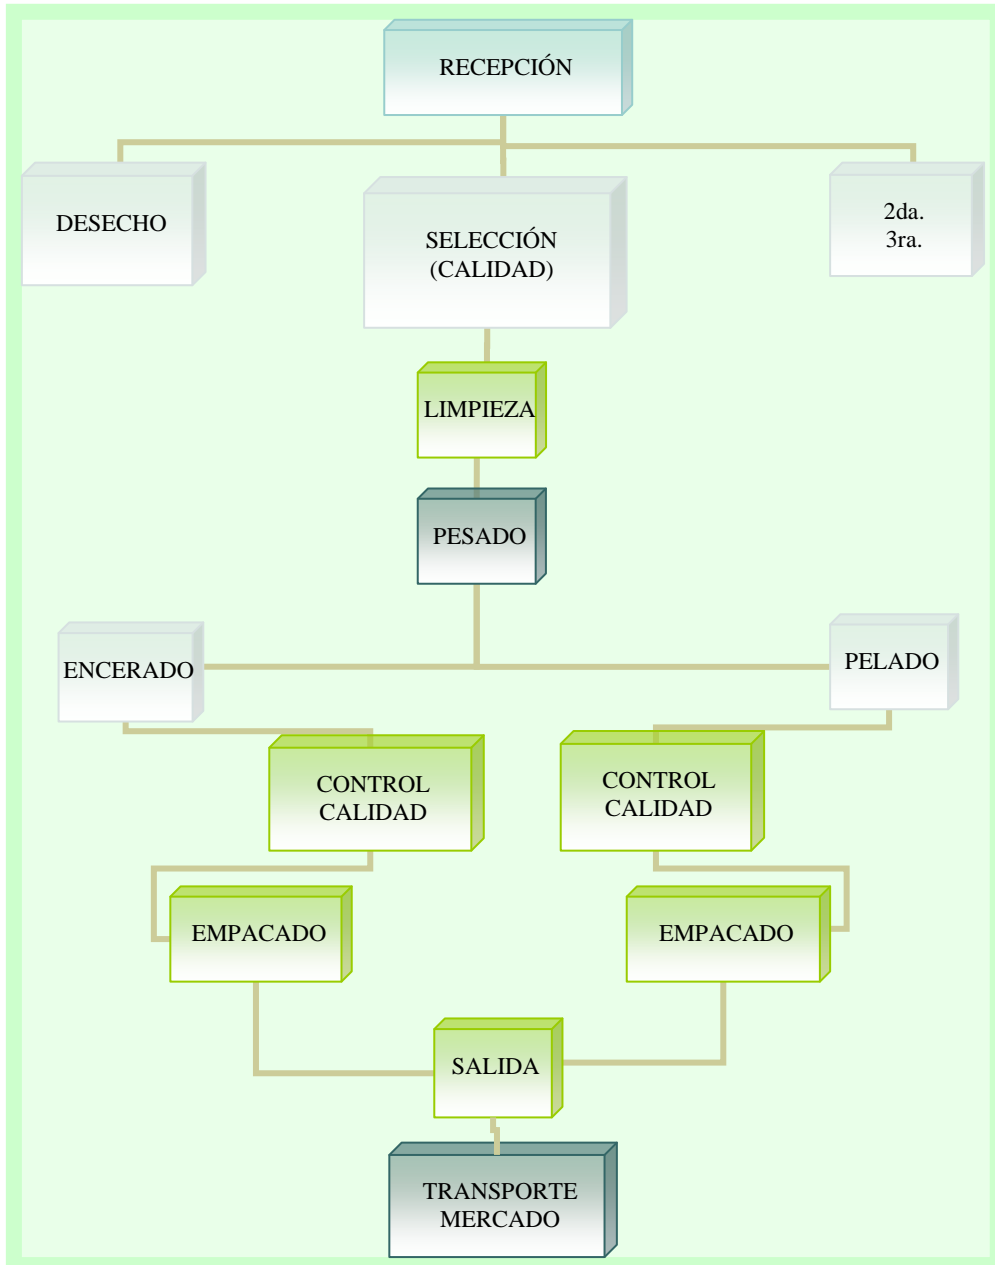 RECEPCIÓN
DESECHO
SELECCIÓN
(CALIDAD)
2da.
3ra.
LIMPIEZA
PESADO
ENCERADO
PELADO
CONTROL
CALIDAD
CONTROL
CALIDAD
EMPACADO
EMPACADO
SALIDA
TRANSPORTE
MERCADO